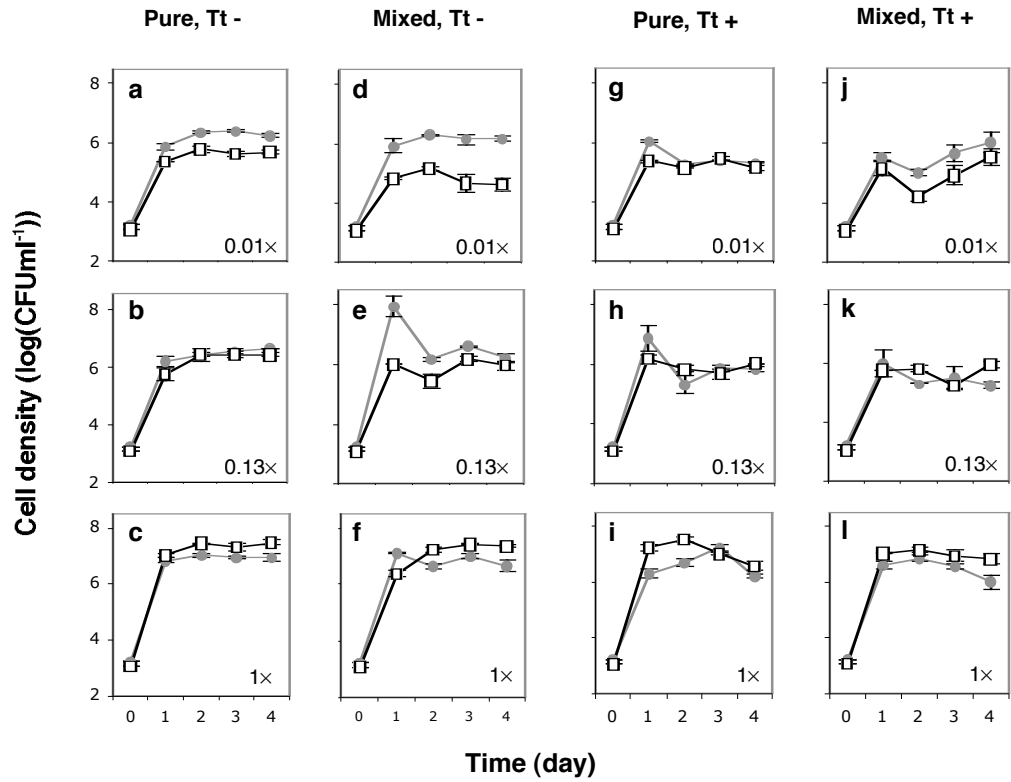 Pure, Tt -
Mixed, Tt -
Pure, Tt +
Mixed, Tt +
Cell density (log(CFUml⁻¹))
8
6
4
2
a
0.01×
d
0.01×
g
0.01×
j
0.01×
8
6
4
2
b
0.13×
e
0.13×
h
0.13×
k
0.13×
8
6
4
2
c
1×
f
1×
i
1×
l
1×
0 1 2 3 4
0 1 2 3 4
0 1 2 3 4
0 1 2 3 4
Time (day)